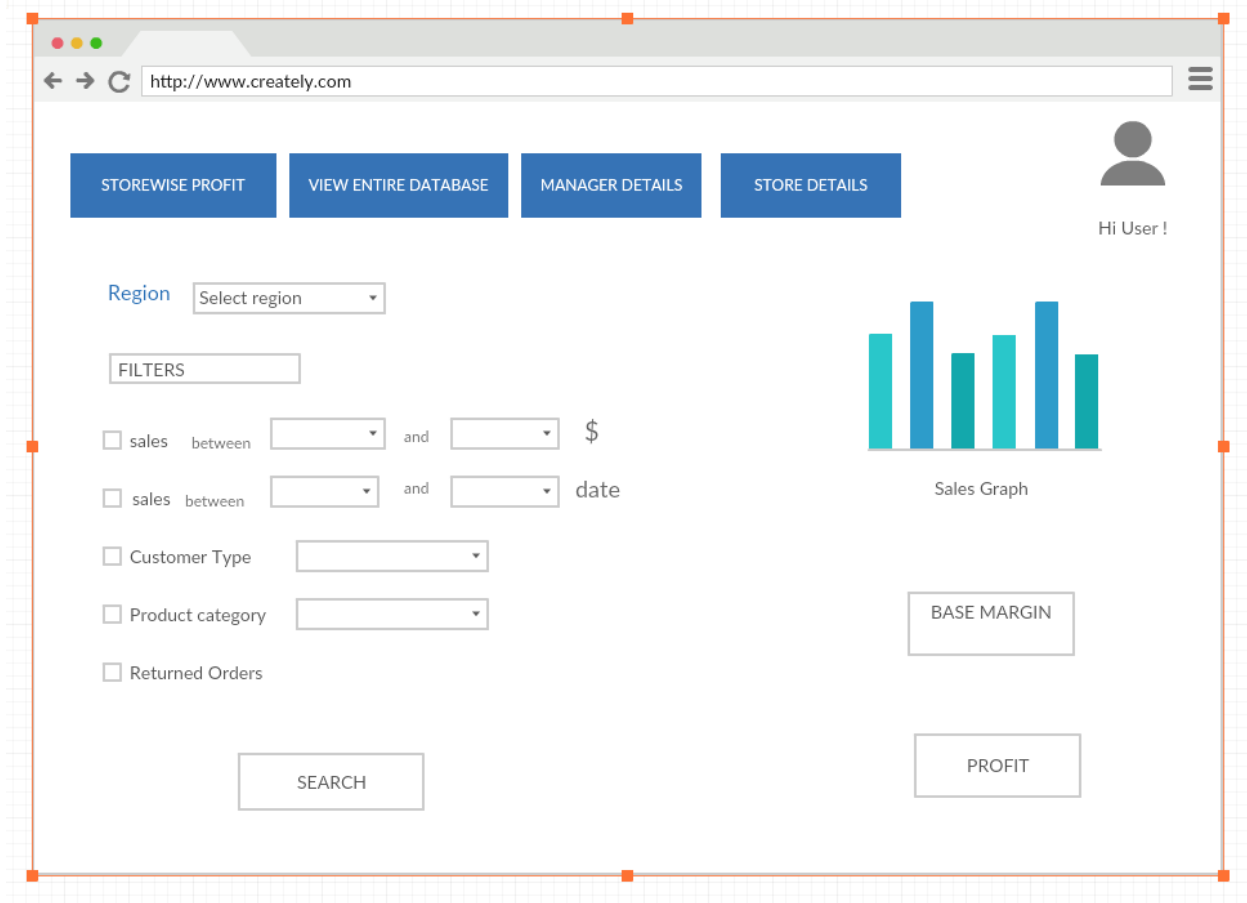 http://www.creately.com
STOREWISE PROFIT
VIEW ENTIRE DATABASE
MANAGER DETAILS
STORE DETAILS
Hi User !
Region
Select region
FILTERS
sales between and $
sales between and date
Customer Type
Product category
Returned Orders
SEARCH
Sales Graph
BASE MARGIN
PROFIT